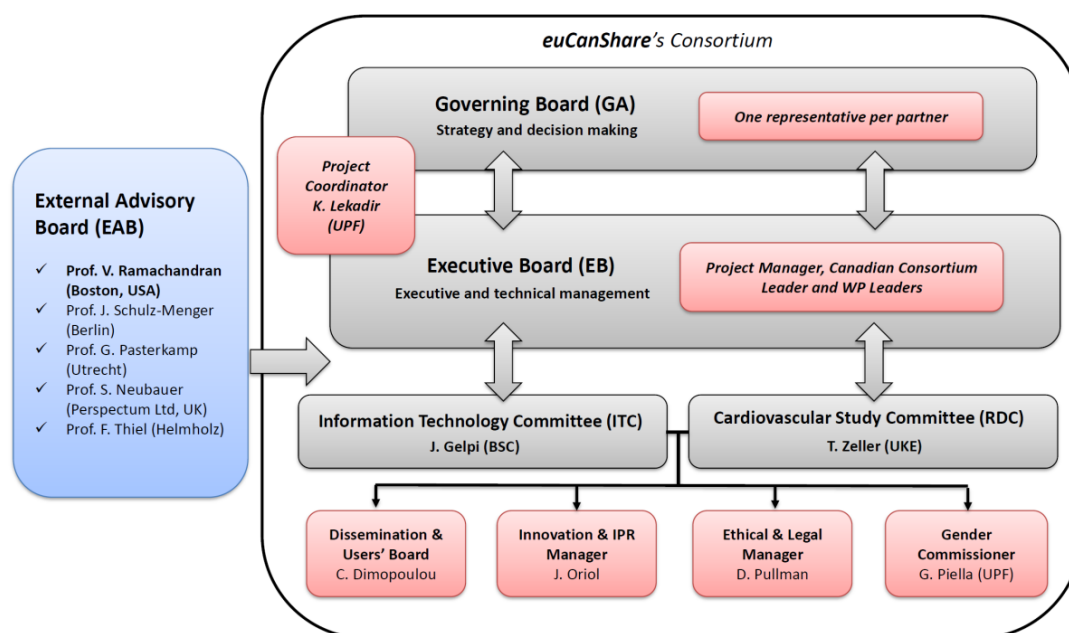 euCanShare's Consortium
Governing Board (GA)
Strategy and decision making
One representative per partner
Project
Coordinator
K. Lekadir
(UPF)
External Advisory
Board (EAB)
✓ Prof. V. Ramachandran
(Boston, USA)
✓ Prof. J. Schulz-Menger
(Berlin)
✓ Prof. G. Pasterkamp
(Utrecht)
✓ Prof. S. Neubauer
(Perspectum Ltd, UK)
✓ Prof. F. Thiel (Helmholz)
Executive Board (EB)
Executive and technical management
Project Manager, Canadian Consortium
Leader and WP Leaders
Information Technology Committee (ITC)
J. Gelpi (BSC)
Cardiovascular Study Committee (RDC)
T. Zeller (UKE)
Dissemination &
Users' Board
C. Dimopoulou
Innovation & IPR
Manager
J. Oriol
Ethical & Legal
Manager
D. Pullman
Gender
Commissioner
G. Piella (UPF)